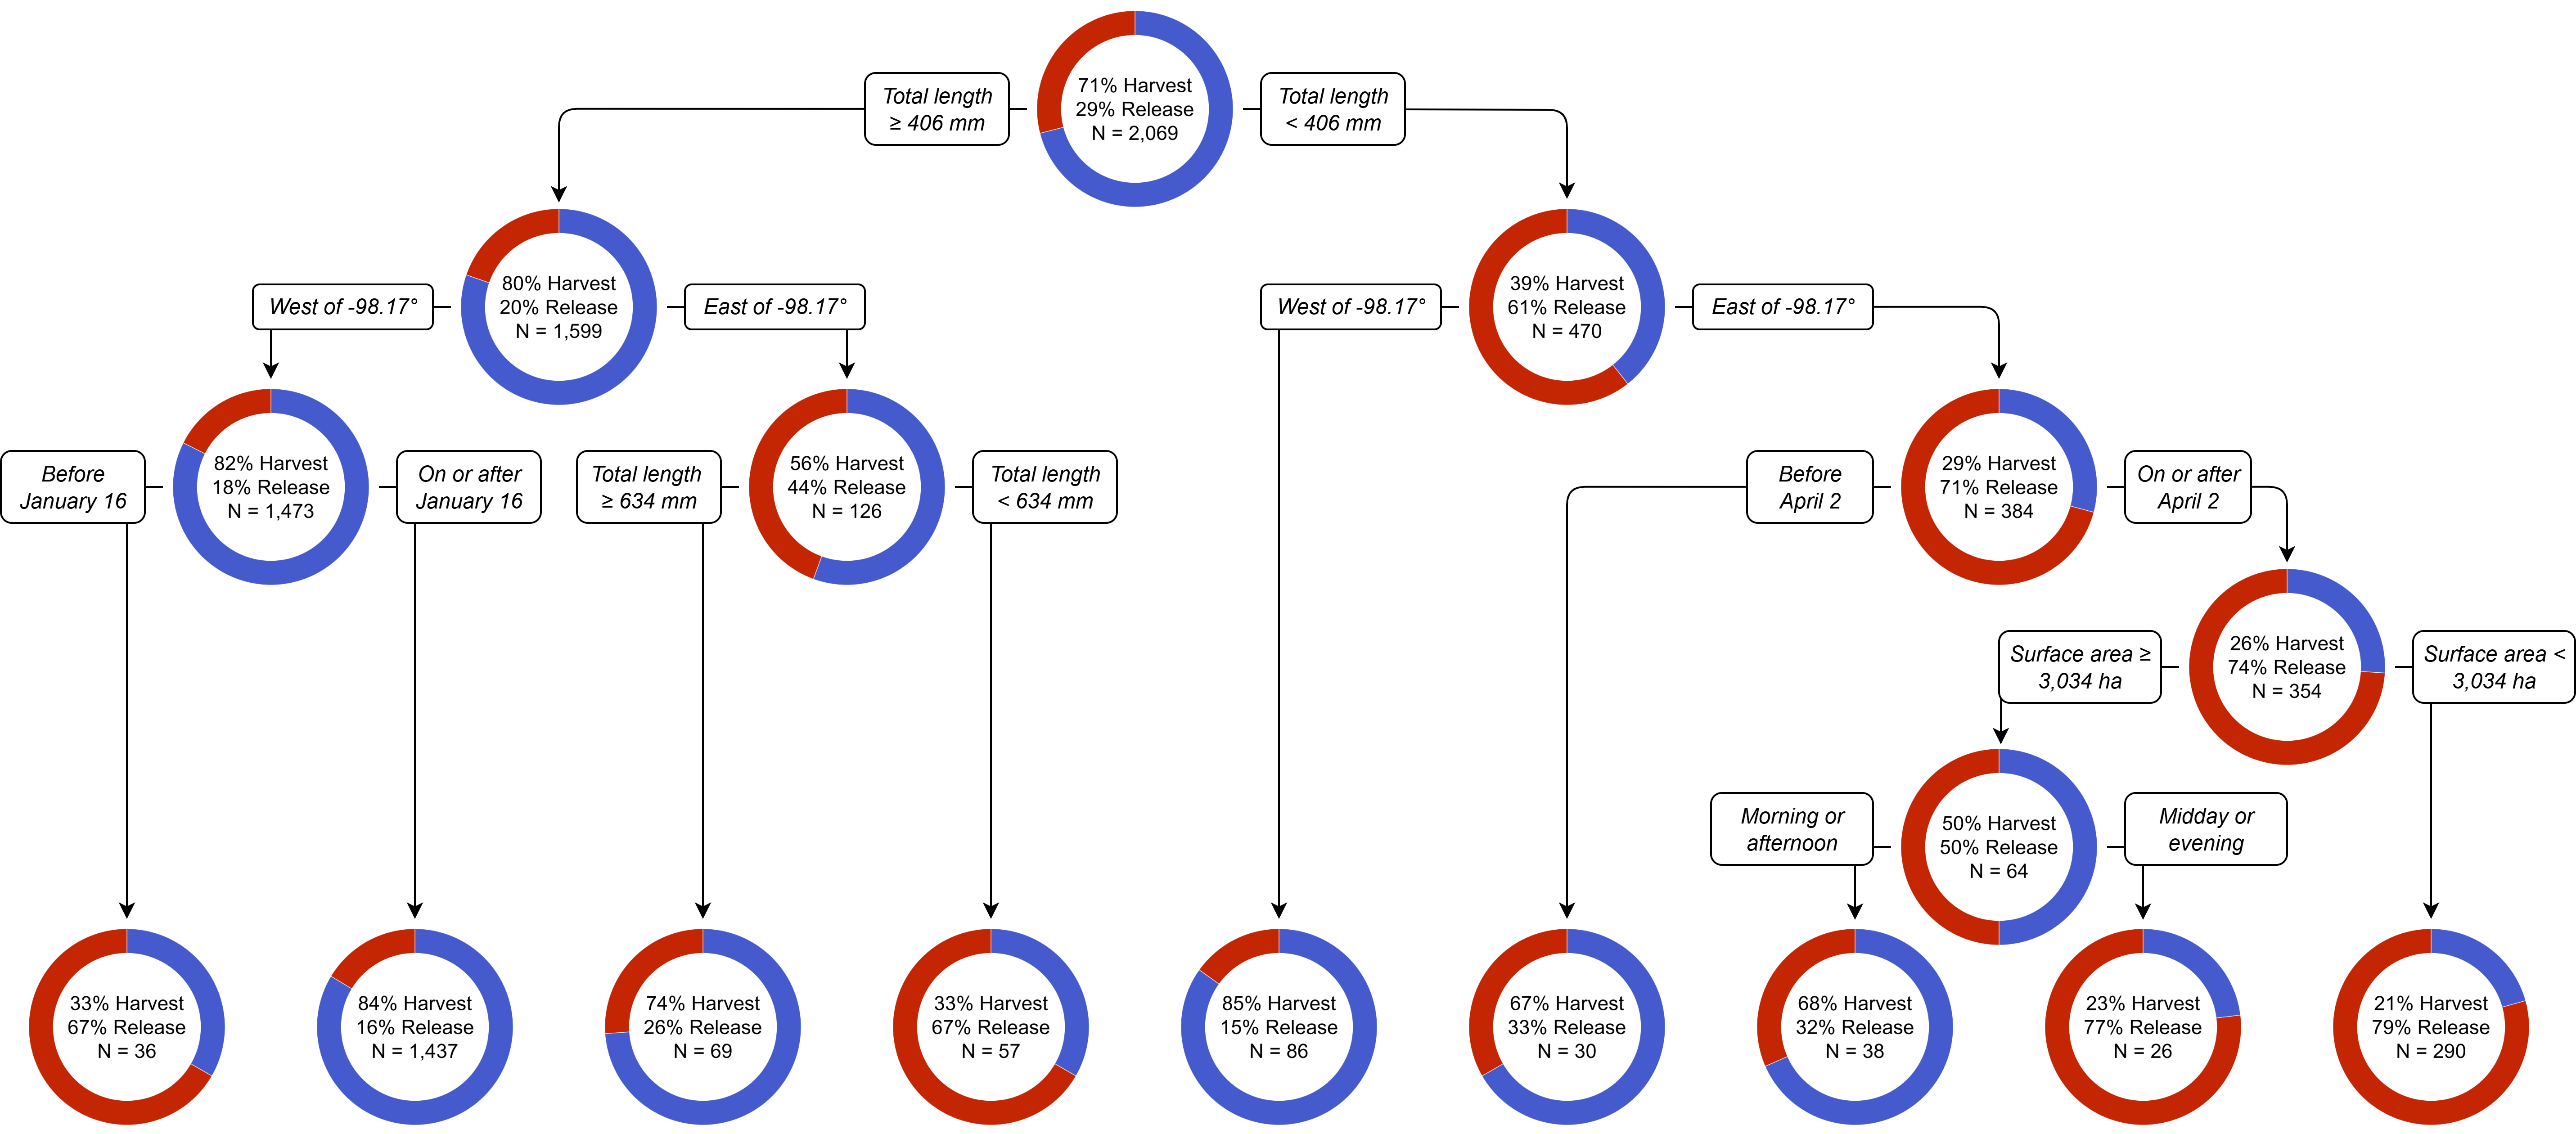 Total length
≥ 406 mm
71% Harvest
29% Release
N = 2,069
Total length
< 406 mm
West of -98.17°
80% Harvest
20% Release
N = 1,599
East of -98.17°
West of -98.17°
39% Harvest
61% Release
N = 470
East of -98.17°
Before
January 16
82% Harvest
18% Release
N = 1,473
On or after
January 16
Total length
≥ 634 mm
56% Harvest
44% Release
N = 126
Total length
< 634 mm
Before
April 2
29% Harvest
71% Release
N = 384
On or after
April 2
Surface area ≥
3,034 ha
26% Harvest
74% Release
N = 354
Surface area <
3,034 ha
Morning or
afternoon
50% Harvest
50% Release
N = 64
Midday or
evening
33% Harvest
67% Release
N = 36
84% Harvest
16% Release
N = 1,437
74% Harvest
26% Release
N = 69
33% Harvest
67% Release
N = 57
85% Harvest
15% Release
N = 86
67% Harvest
33% Release
N = 30
68% Harvest
32% Release
N = 38
23% Harvest
77% Release
N = 26
21% Harvest
79% Release
N = 290